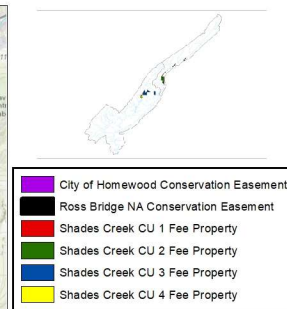 City of Homewood Conservation Easement
Ross Bridge NA Conservation Easement
Shades Creek CU 1 Fee Property
Shades Creek CU 2 Fee Property
Shades Creek CU 3 Fee Property
Shades Creek CU 4 Fee Property